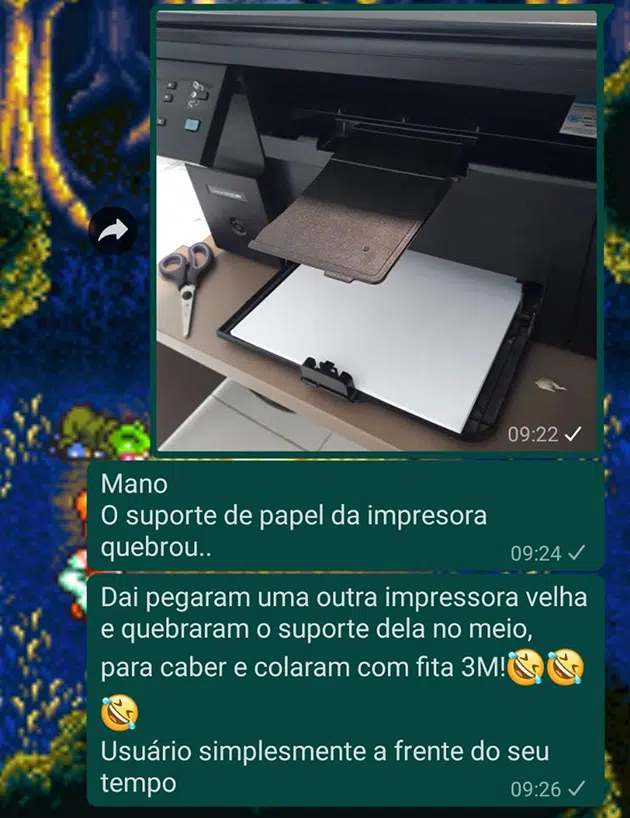 09:22
Mano
O suporte de papel da impresora
quebrou..
09:24
Dai pegaram uma outra impressora velha
e quebraram o suporte dela no meio,
para caber e colaram com fita 3M!🤣🤣
🤣
Usuário simplesmente a frente do seu
tempo
09:26